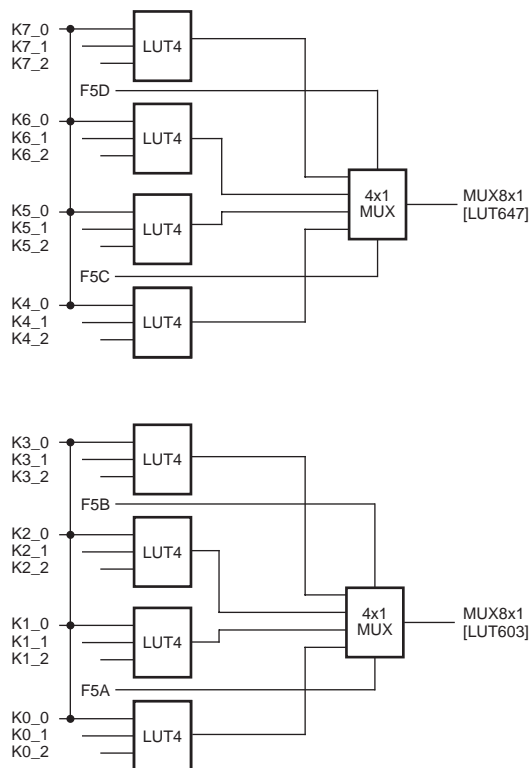 K7_0
K7_1
K7_2
LUT4
F5D
K6_0
K6_1
K6_2
LUT4
K5_0
K5_1
K5_2
LUT4
4x1
MUX
MUX8x1
[LUT647]
F5C
K4_0
K4_1
K4_2
LUT4
K3_0
K3_1
K3_2
LUT4
F5B
K2_0
K2_1
K2_2
LUT4
K1_0
K1_1
K1_2
LUT4
4x1
MUX
MUX8x1
[LUT603]
F5A
K0_0
K0_1
K0_2
LUT4